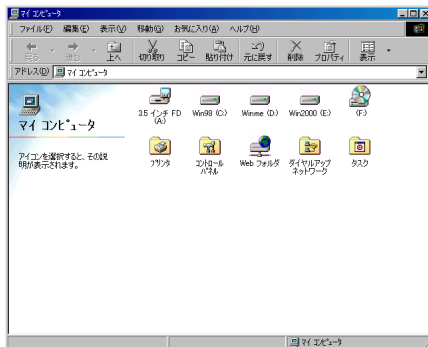 マイ コンピュータ
ファイル(F) 編集(E) 表示(V) 移動(G) お気に入り(A) ヘルプ(H)
戻る 進む 上へ 切り取り コピー 貼り付け 元に戻す 削除 プロパティ 表示
アドレス(D) マイ コンピュータ
マイ コンピュータ
アイコンを選択すると、その説
明が表示されます。
3.5 インチ FD
(A:)
Win98 (C:)
Winme (D:)
Win2000 (E:)
(F:)
プリンタ
コントロール
パネル
Web フォルダ
ダイヤルアップ
ネットワーク
タスク
マイ コンピュータ